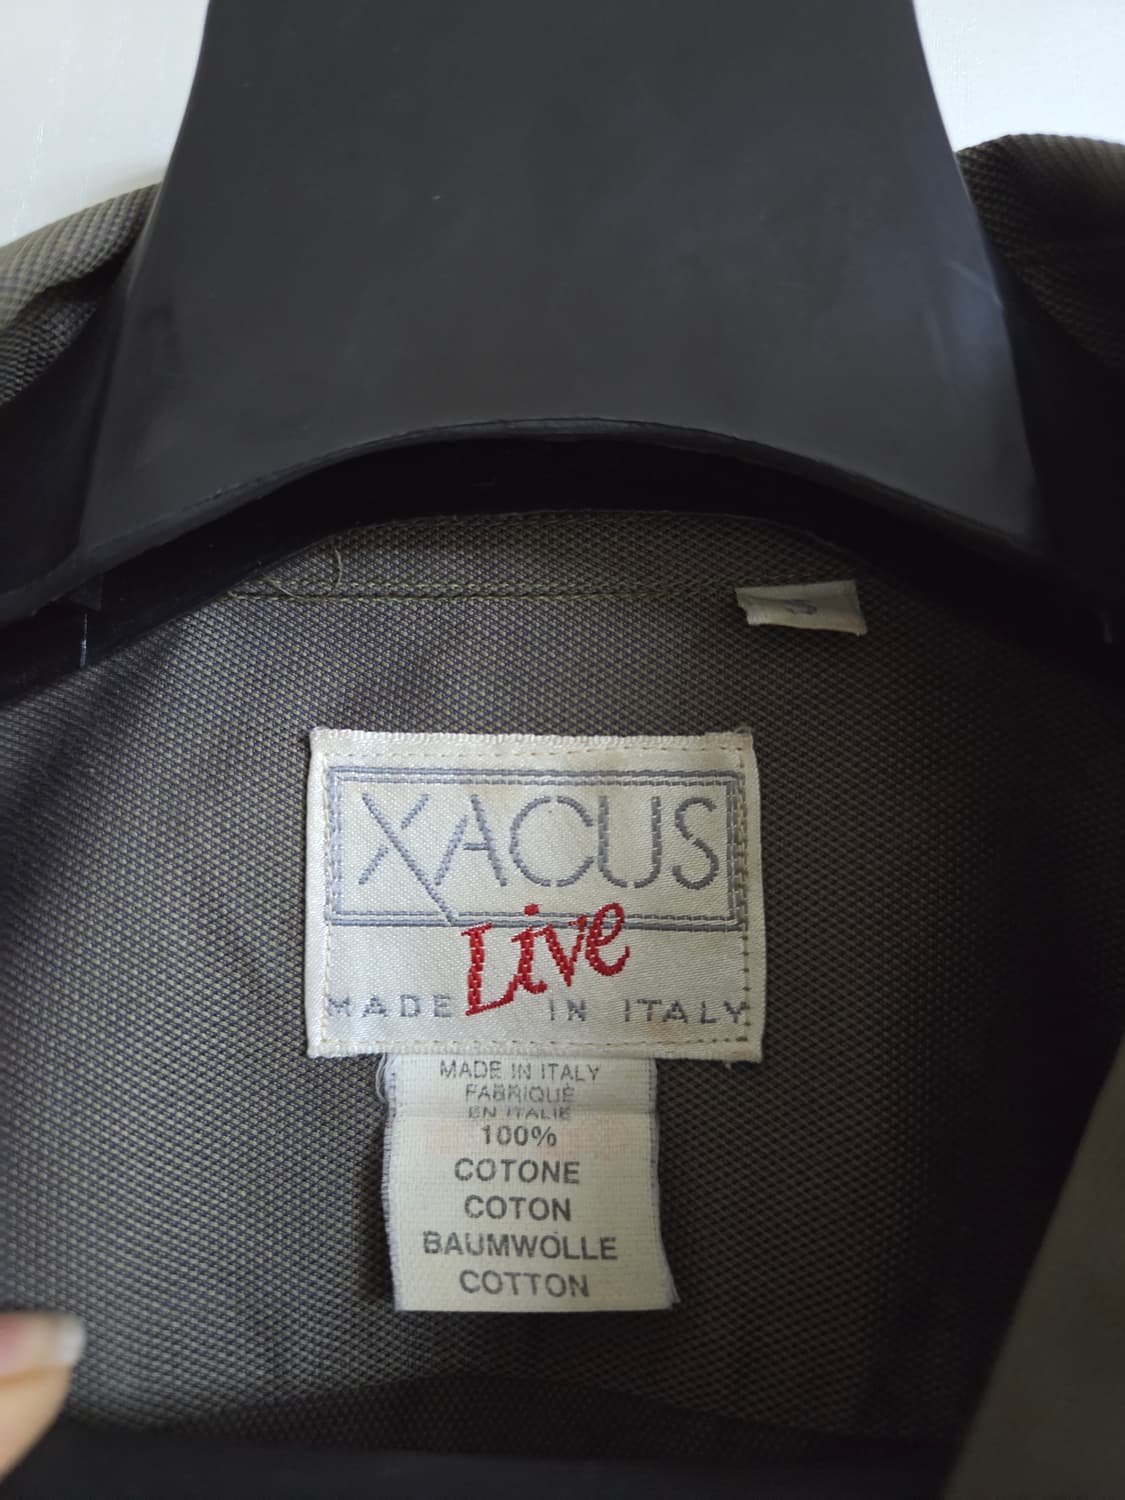 XACUS
Live
MADE IN ITALY
MADE IN ITALY
FABRIQUÉ
EN ITALIE
100%
COTONE
COTON
BAUMWOLLE
COTTON